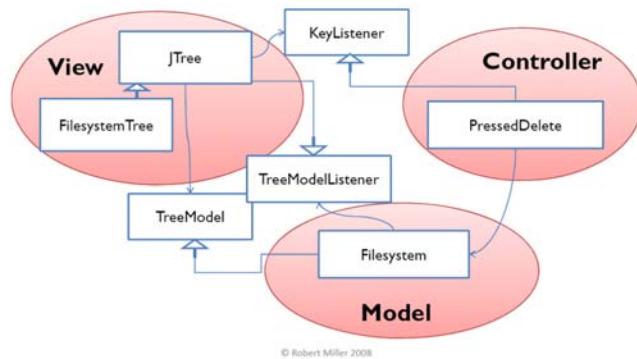 KeyListener
View
JTree
Controller
FilesystemTree
PressedDelete
TreeModelListener
TreeModel
Filesystem
Model
© Robert Miller 2008